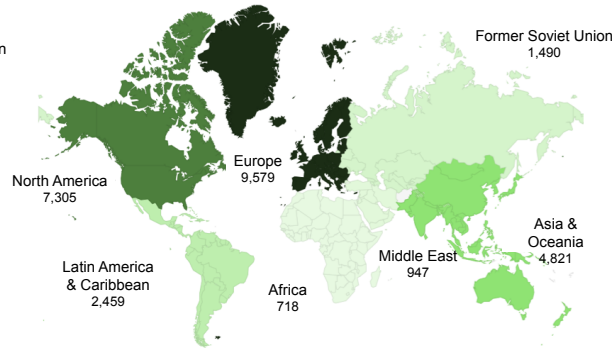 n
Former Soviet Union
1,490
Europe
9,579
North America
7,305
Asia &
Oceania
4,821
Middle East
947
Latin America
& Caribbean
2,459
Africa
718